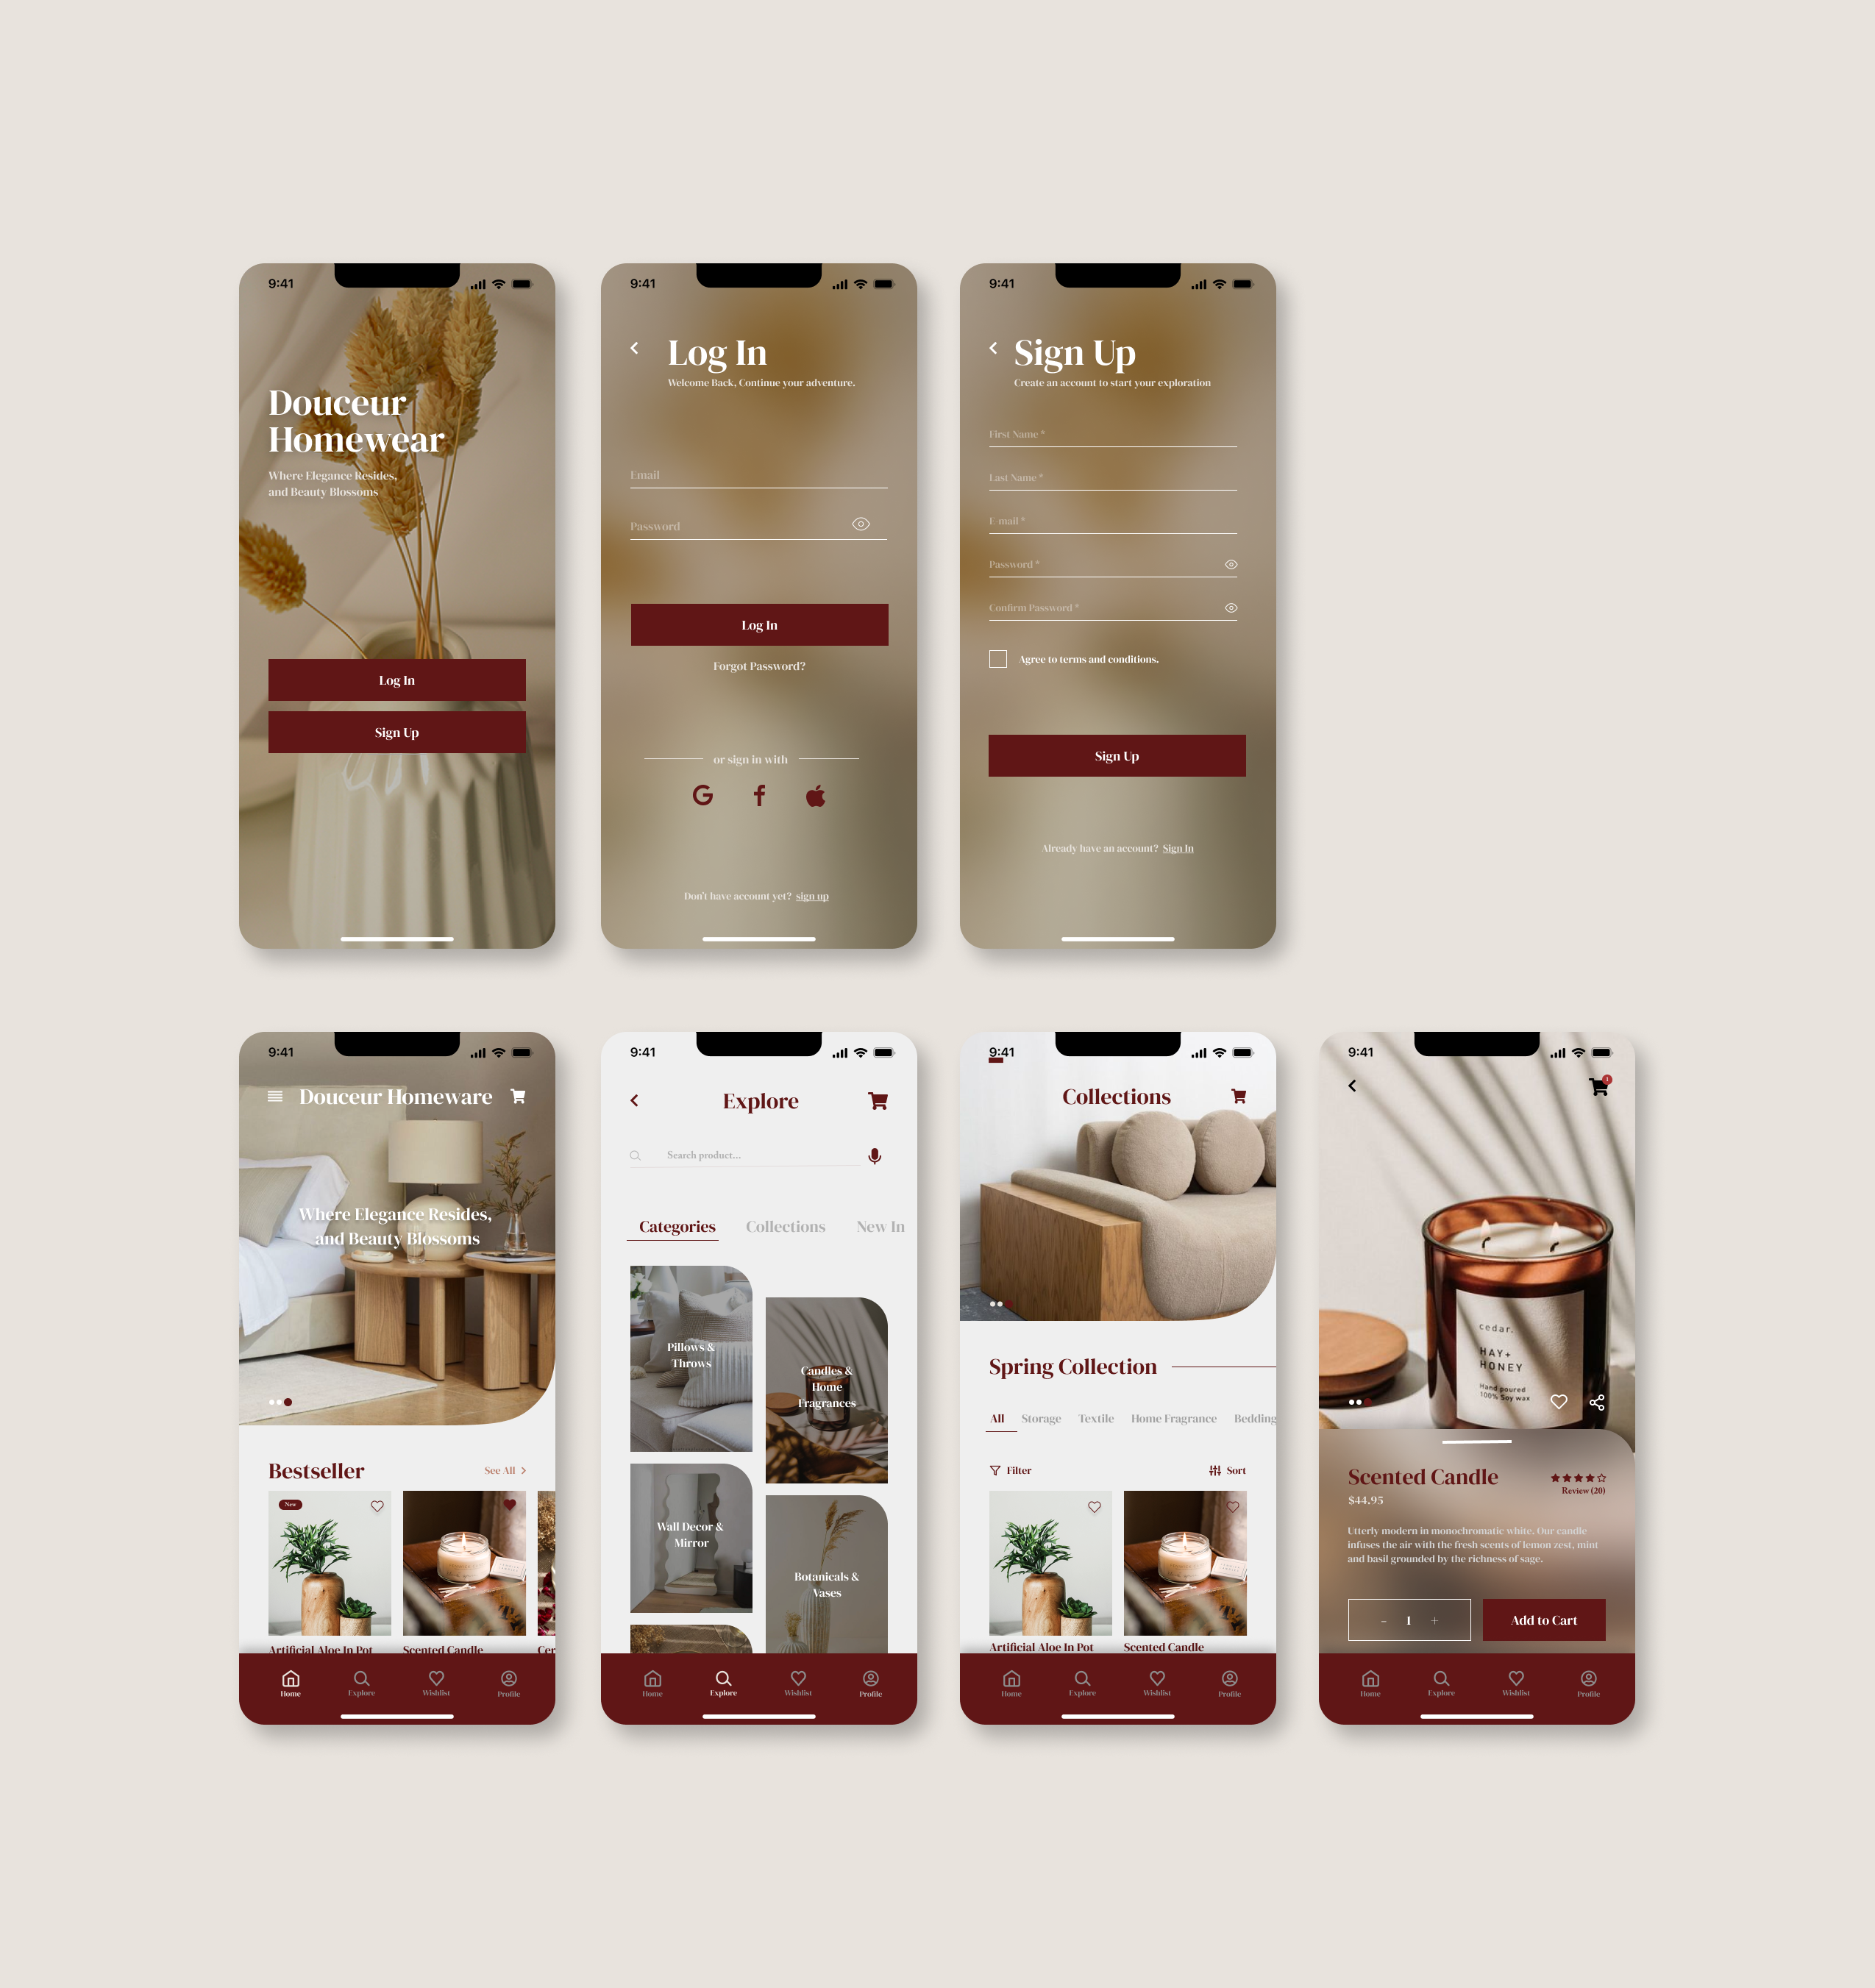 9:41
Douceur
Homewear
Where Elegance Resides,
and Beauty Blossoms
Log In
Sign Up
9:41
Log In
Welcome Back, Continue your adventure.
Email
Password
Log In
Forgot Password?
or sign in with
Don't have account yet? sign up
9:41
Sign Up
Create an account to start your exploration
First Name *
Last Name *
E-mail *
Password *
Confirm Password *
Agree to terms and conditions.
Sign Up
Already have an account? Sign In
9:41
Douceur Homeware
Where Elegance Resides,
and Beauty Blossoms
Bestseller
See All
New
Artificial Aloe In Pot
Scented Candle
Cer
Home
Explore
Wishlist
Profile
9:41
Explore
Search product...
Categories
Collections
New In
Pillows &
Throws
Candles &
Home
Fragrances
Wall Decor &
Mirror
Botanicals &
Vases
Home
Explore
Wishlist
Profile
9:41
Collections
Spring Collection
All
Storage
Textile
Home Fragrance
Bedding
Filter
Sort
Artificial Aloe In Pot
Scented Candle
Home
Explore
Wishlist
Profile
9:41
1
cedar.
HAY+
HONEY
Hand poured
100% Soy wax
Scented Candle
Review (20)
$44.95
Utterly modern in monochromatic white. Our candle
infuses the air with the fresh scents of lemon zest, mint
and basil grounded by the richness of sage.
- 1 +
Add to Cart
Home
Explore
Wishlist
Profile